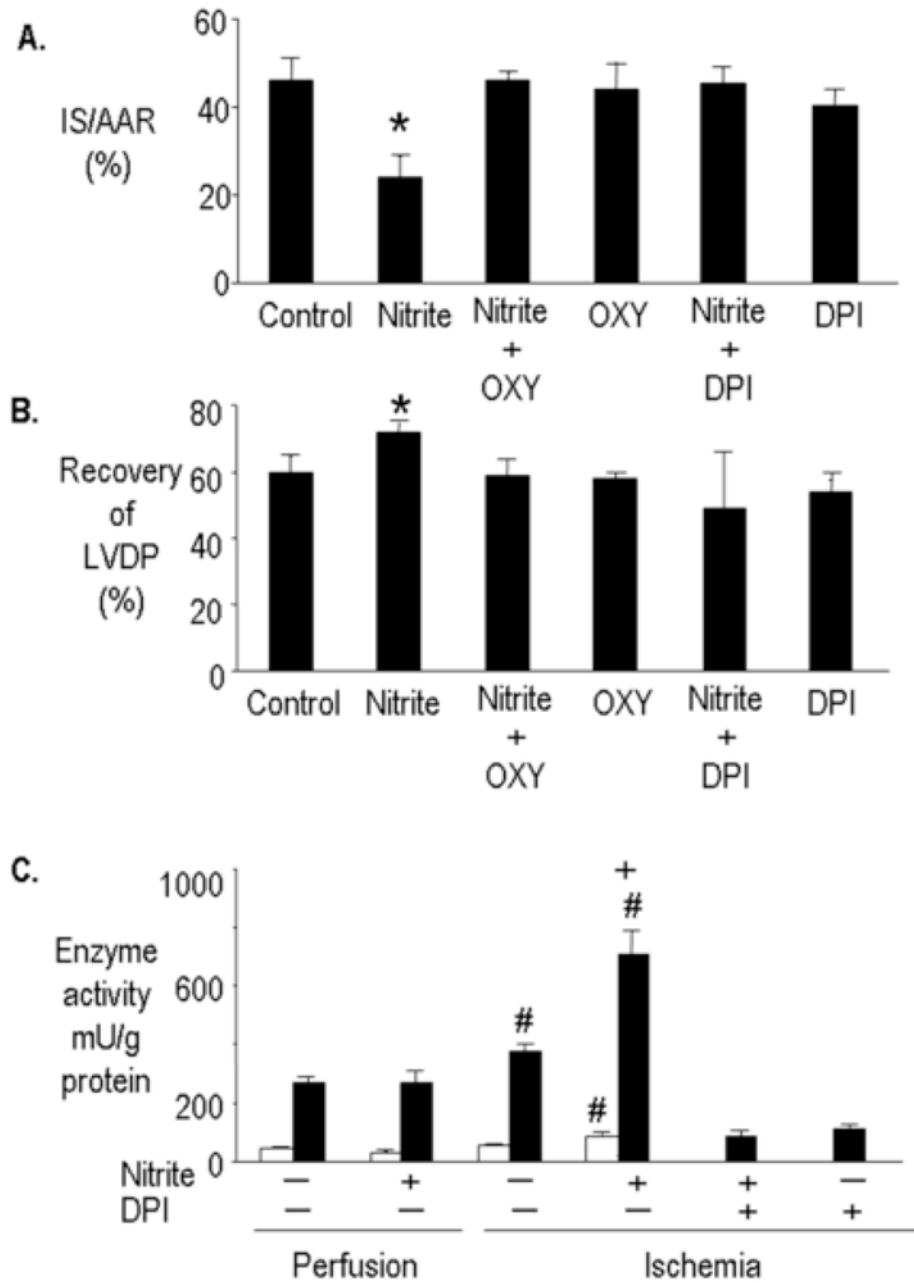 A.
IS/AAR
(%)
60
40
20
0
*
Control Nitrite Nitrite OXY Nitrite DPI
+ +
OXY DPI
B.
Recovery
of
LVDP
(%)
80
60
40
20
0
*
Control Nitrite Nitrite OXY Nitrite DPI
+ +
OXY DPI
C.
Enzyme
activity
mU/g
protein
1000
600
200
0
+
#
#
#
Nitrite — + — + + —
DPI — — — — + +
Perfusion Ischemia